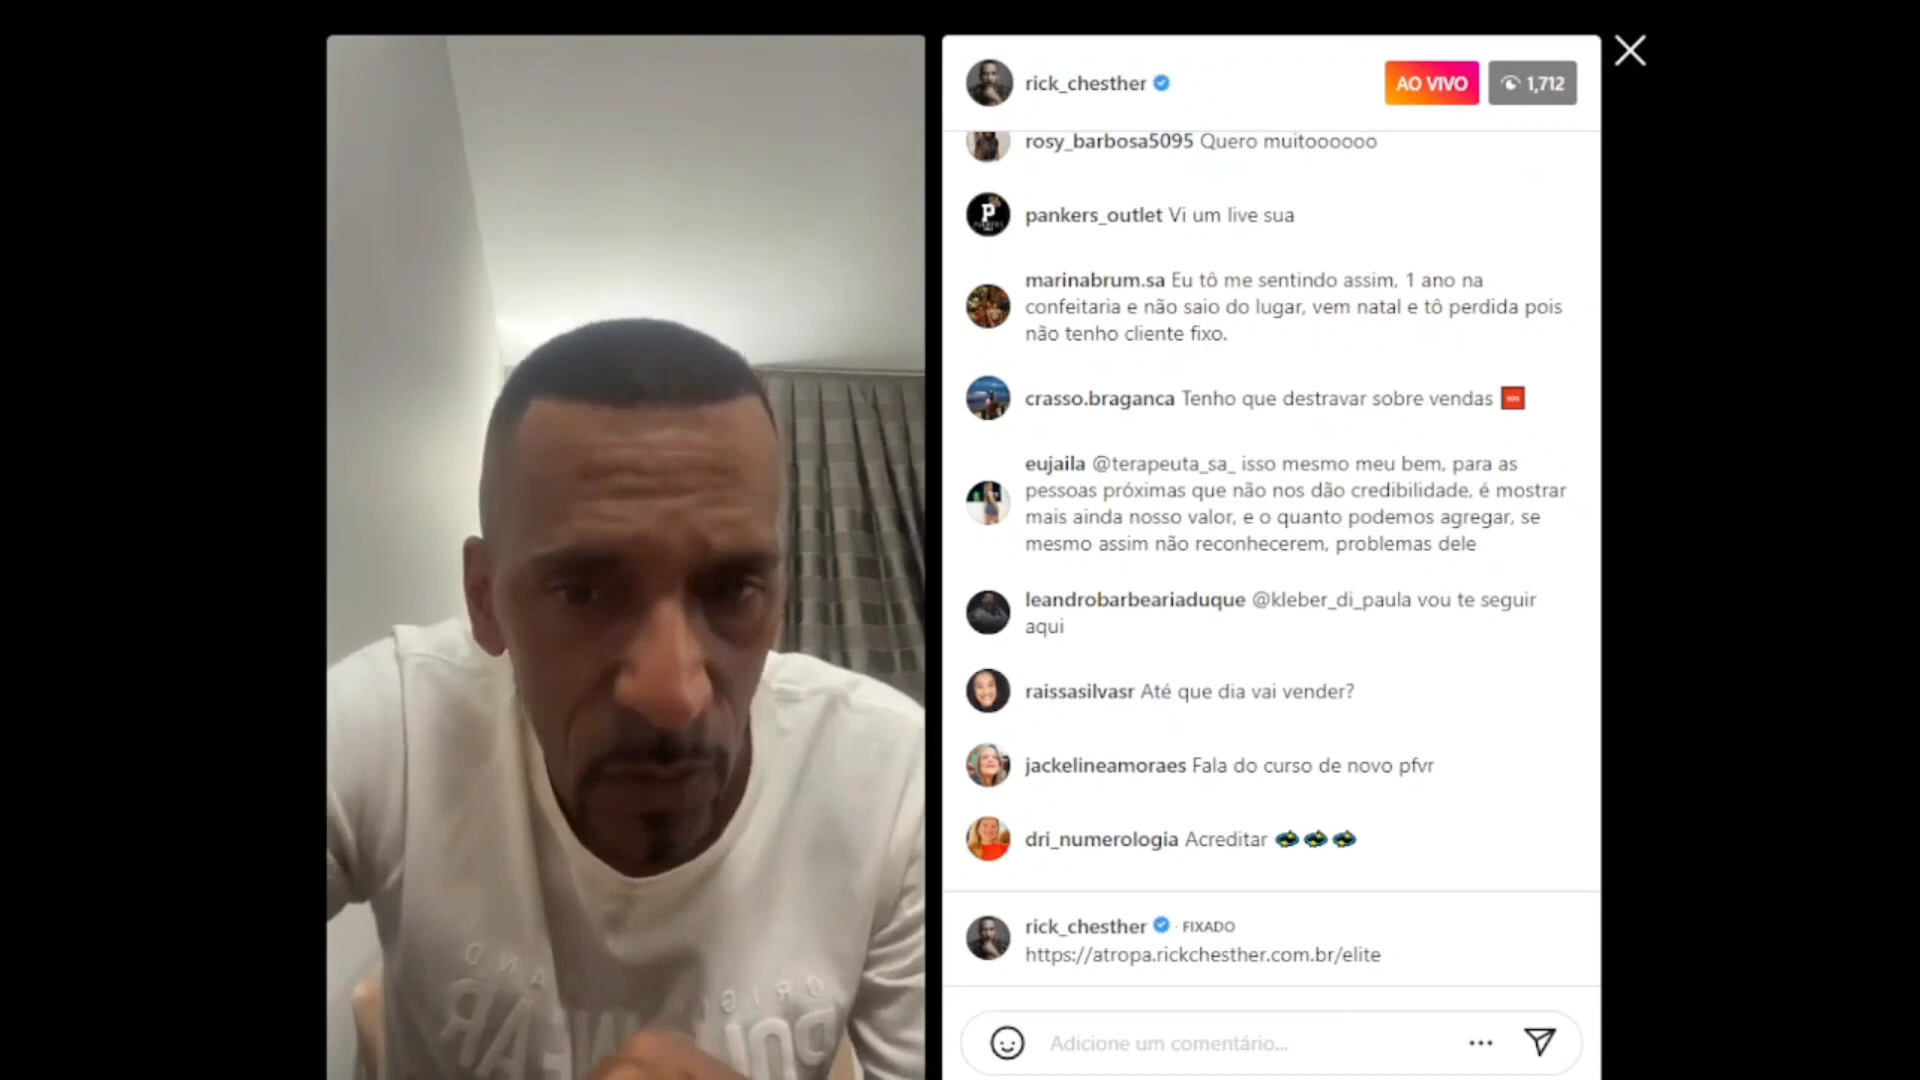 rick_chesther
AO VIVO
1,712
rosy_barbosa5095 Quero muitoooooo
pankers_outlet Vi um live sua
marinabrum.sa Eu tô me sentindo assim, 1 ano na
confeitaria e não saio do lugar, vem natal e tô perdida pois
não tenho cliente fixo.
crasso.braganca Tenho que destravar sobre vendas
eujaila @terapeuta_sa_ isso mesmo meu bem, para as
pessoas próximas que não nos dão credibilidade, é mostrar
mais ainda nosso valor, e o quanto podemos agregar, se
mesmo assim não reconhecerem, problemas dele
leandrobarbeariaduque @kleber_di_paula vou te seguir
aqui
raissasilvasr Até que dia vai vender?
jackelineamoraes Fala do curso de novo pfvr
dri_numerologia Acreditar
rick_chesther · FIXADO
https://atropa.rickchesther.com.br/elite
Adicione um comentário...